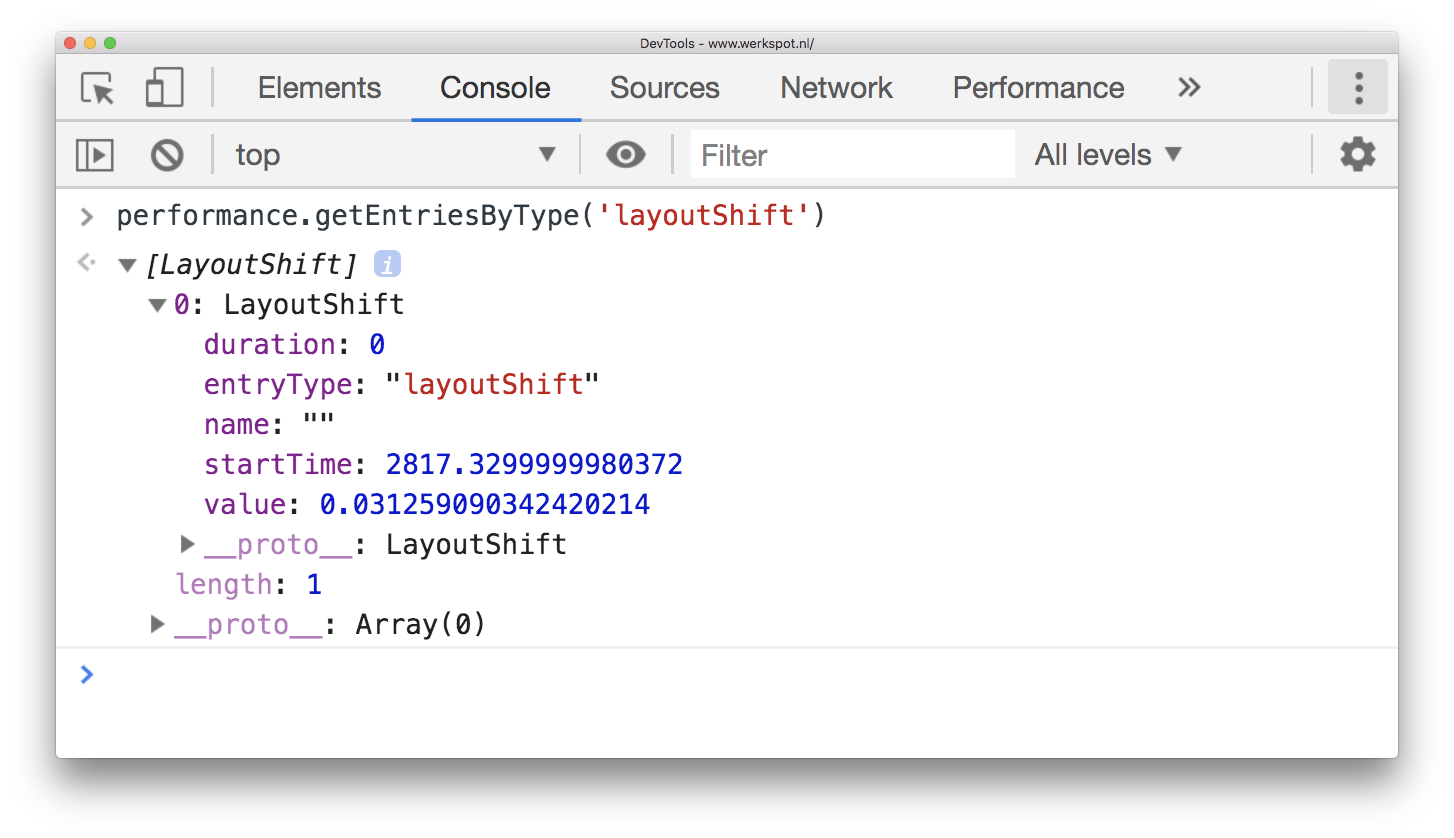 DevTools - www.werkspot.nl/
Elements Console Sources Network Performance »
top ▼ Filter All levels ▼
> performance.getEntriesByType('layoutShift')
▼ [LayoutShift] i
▼ 0: LayoutShift
duration: 0
entryType: "layoutShift"
name: ""
startTime: 2817.3299999980372
value: 0.031259090342420214
▶ __proto__: LayoutShift
length: 1
▶ __proto__: Array(0)
>